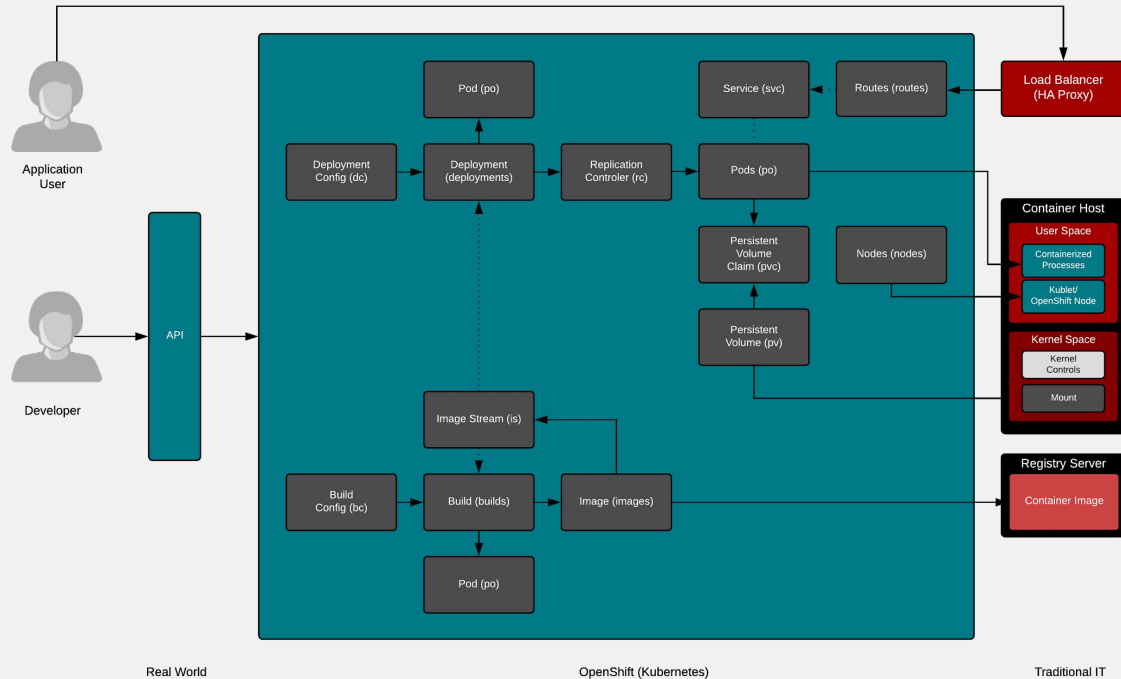 Application
User
Developer
API
Pod (po)
Service (svc)
Routes (routes)
Load Balancer
(HA Proxy)
Deployment
Config (dc)
Deployment
(deployments)
Replication
Controler (rc)
Pods (po)
Persistent
Volume
Claim (pvc)
Nodes (nodes)
Persistent
Volume (pv)
Container Host
User Space
Containerized
Processes
Kublet/
OpenShift Node
Kernel Space
Kernel
Controls
Mount
Image Stream (is)
Build
Config (bc)
Build (builds)
Image (images)
Pod (po)
Registry Server
Container Image
Real World
OpenShift (Kubernetes)
Traditional IT